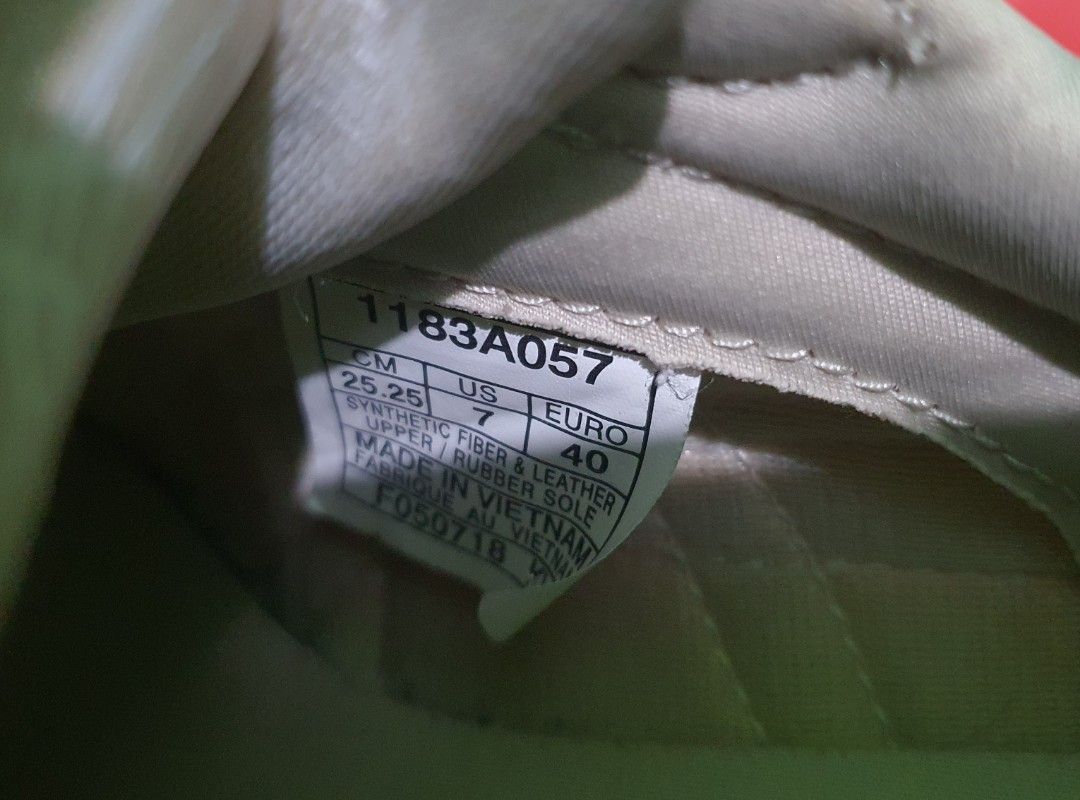 1183A057
CM US EURO
25.25 7 40
SYNTHETIC FIBER & LEATHER
UPPER / RUBBER SOLE
MADE IN VIETNAM
FABRIQUE AU VIETNAM
F050718